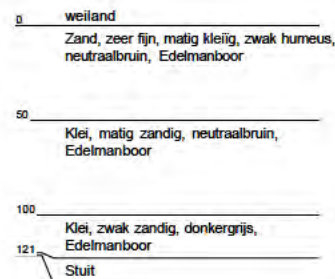 0 weiland
Zand, zeer fijn, matig kleiïg, zwak humeus,
neutraalbruin, Edelmanboor
50
Klei, matig zandig, neutraalbruin,
Edelmanboor
100
Klei, zwak zandig, donkergrijs,
Edelmanboor
121
Stuit